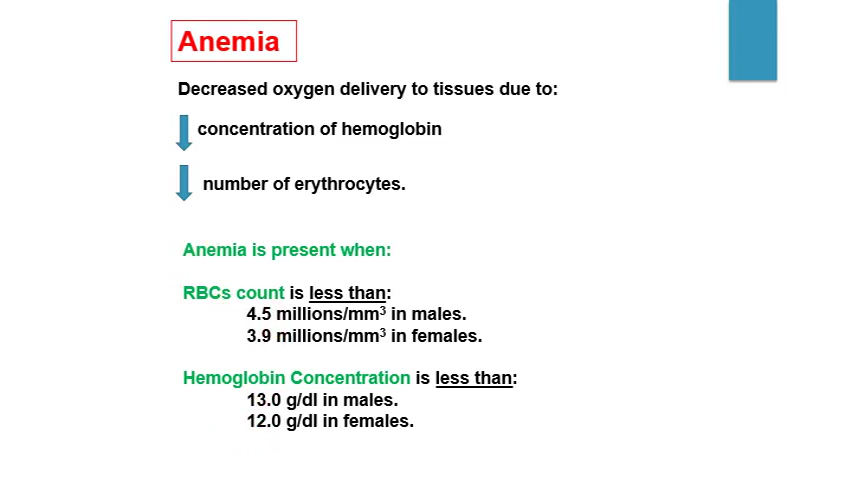 Anemia
Decreased oxygen delivery to tissues due to:
concentration of hemoglobin
number of erythrocytes.
Anemia is present when:
RBCs count is less than:
4.5 millions/mm³ in males.
3.9 millions/mm³ in females.
Hemoglobin Concentration is less than:
13.0 g/dl in males.
12.0 g/dl in females.